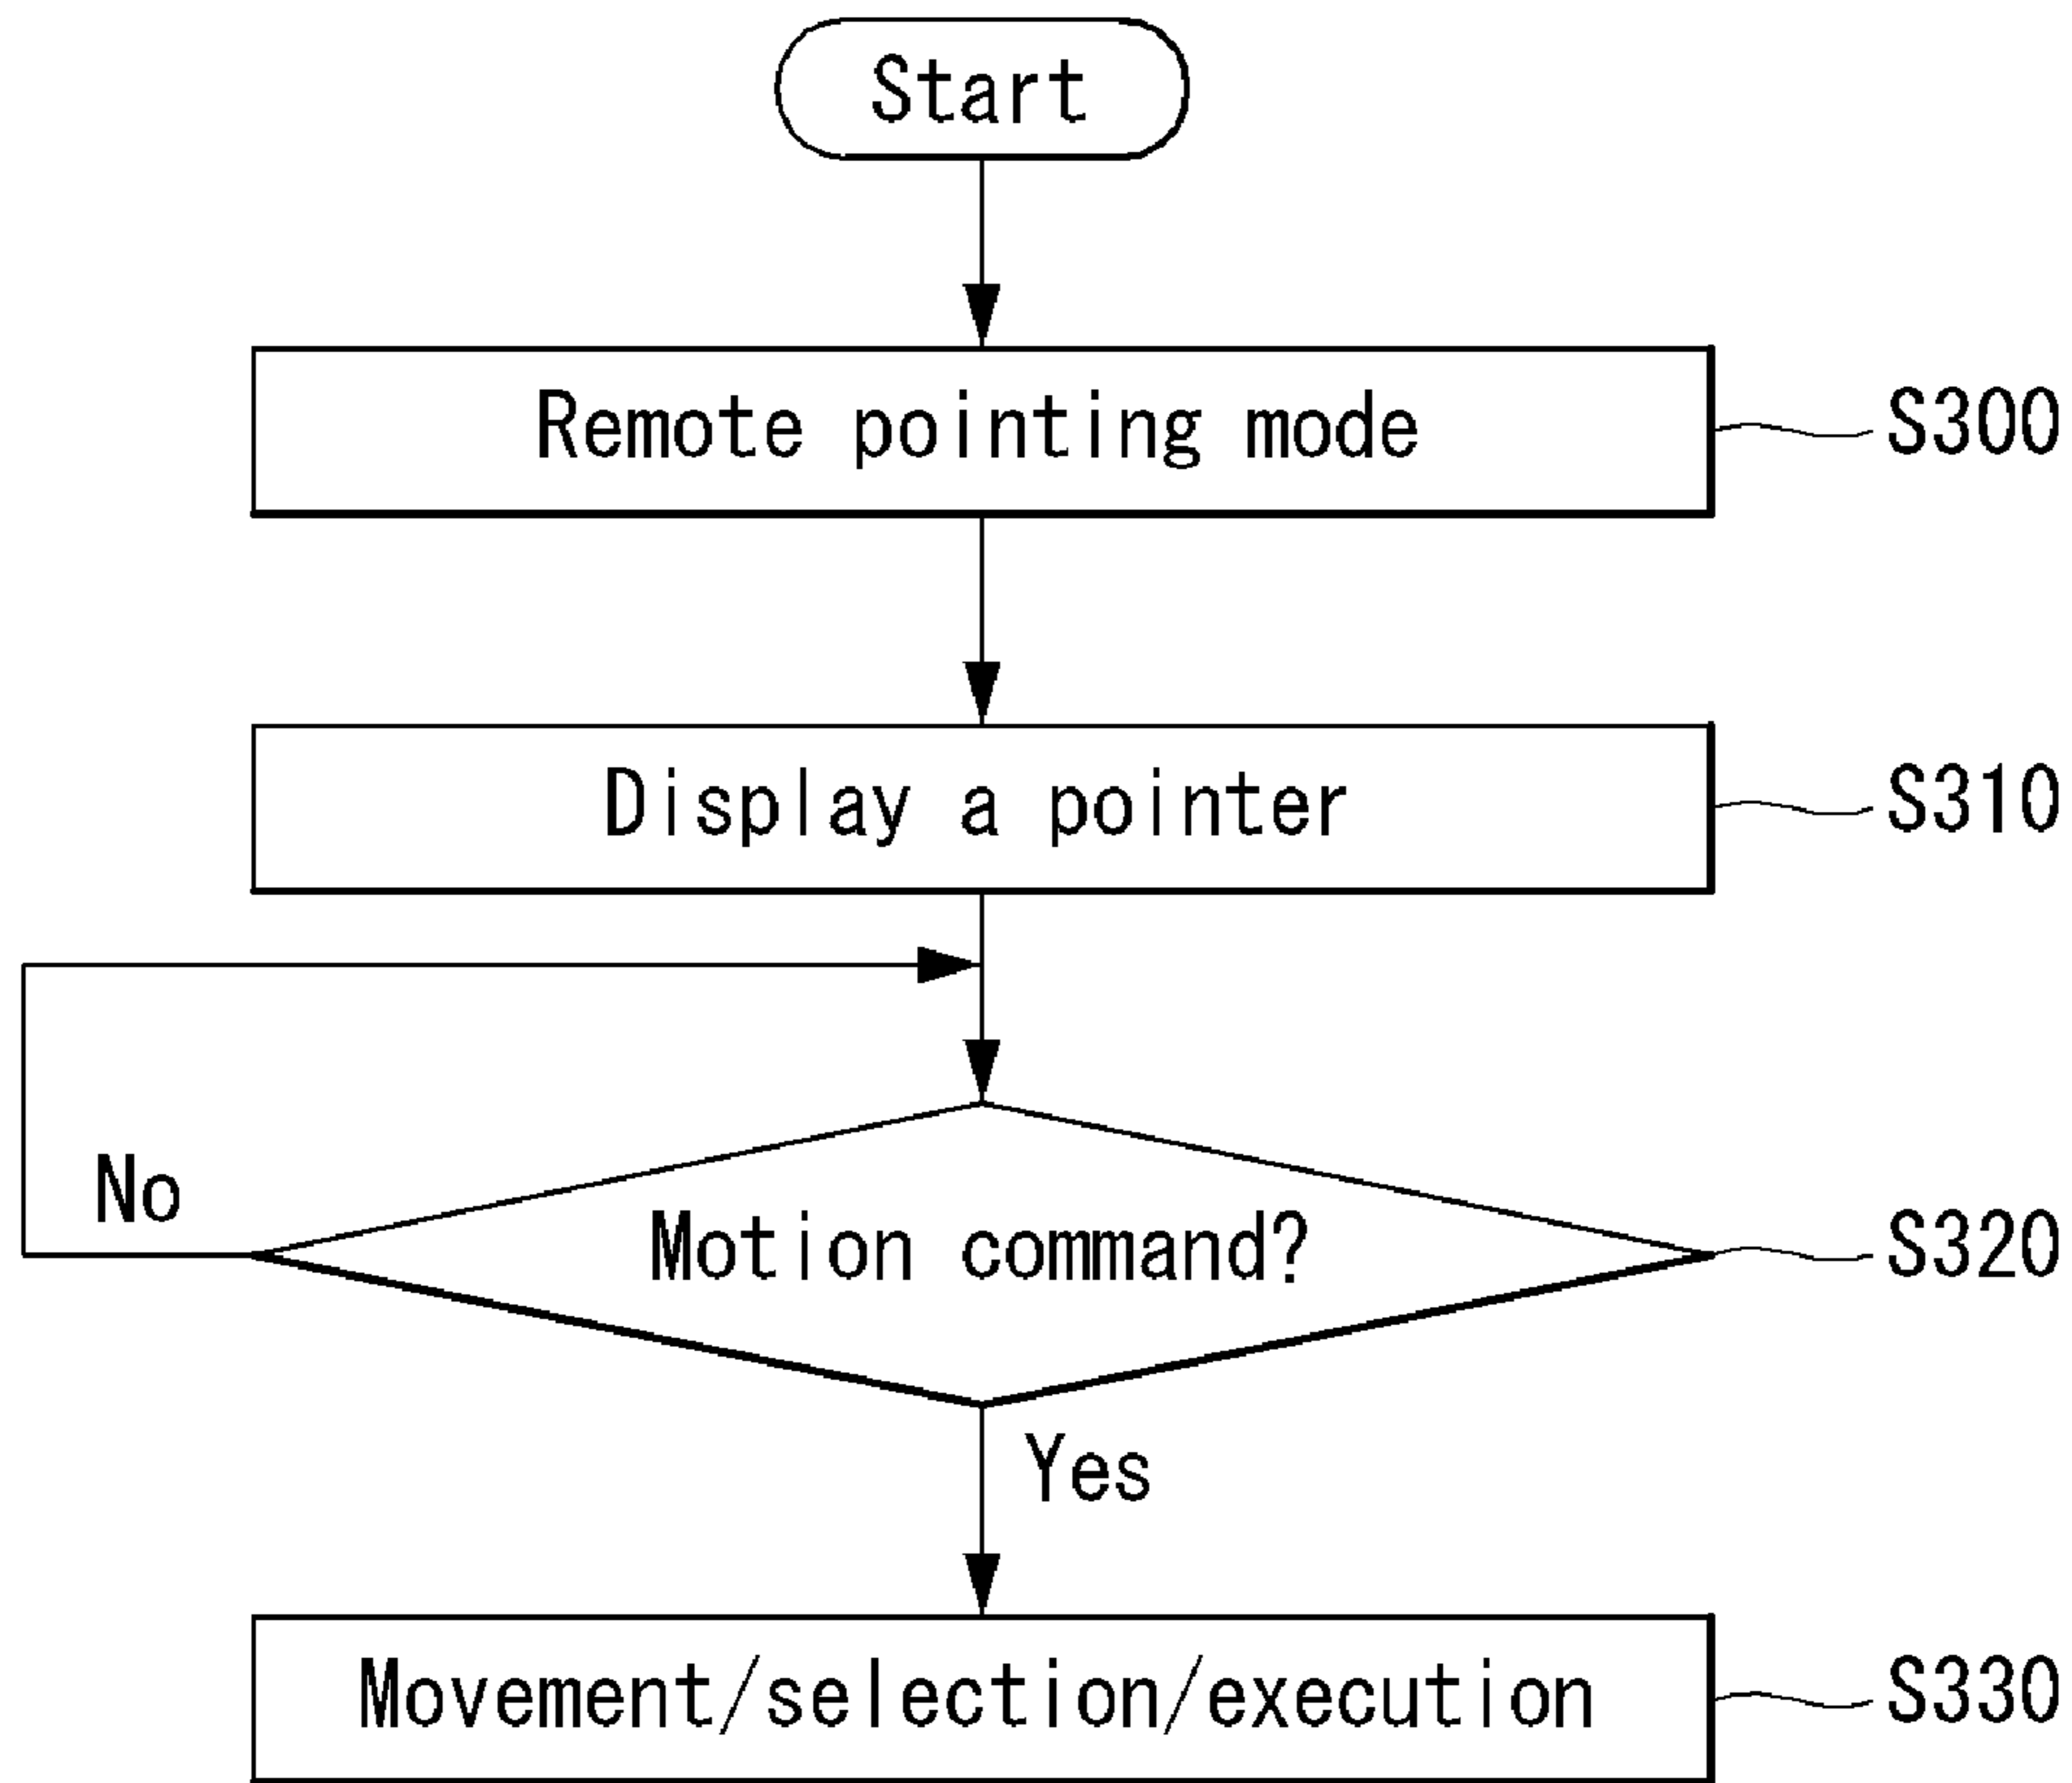 Start
Remote pointing mode
S300
Display a pointer
S310
No
Motion command?
S320
Yes
Movement/selection/execution
S330